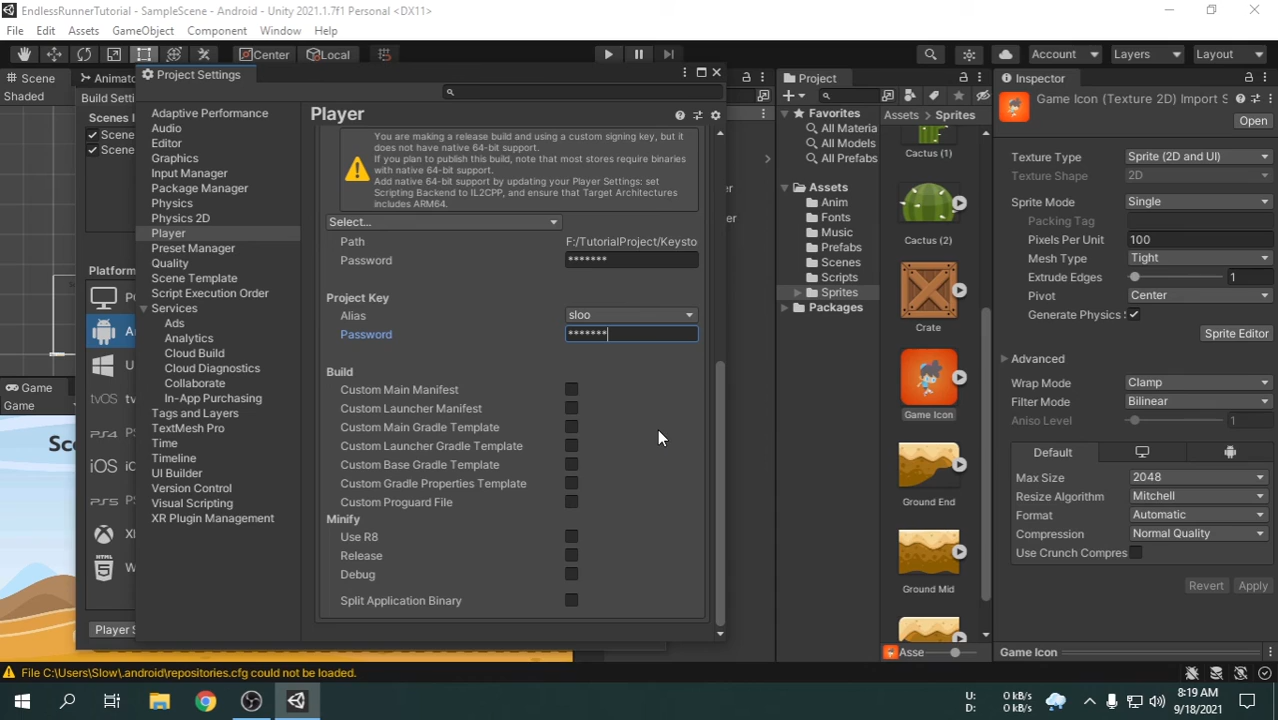 EndlessRunnerTutorial - SampleScene - Android - Unity 2021.1.7f1 Personal <DX11>
File Edit Assets GameObject Component Window Help
Center Local Account Layers Layout
Scene Animato Project Settings Project Inspector
Shaded
Build Setti
Scenes I
Scene
Scene
Platform
Player S
Game
Game
Sco
Adaptive Performance
Audio
Editor
Graphics
Input Manager
Package Manager
Physics
Physics 2D
Player
Preset Manager
Quality
Scene Template
Script Execution Order
Services
Ads
Analytics
Cloud Build
Cloud Diagnostics
Collaborate
In-App Purchasing
Tags and Layers
TextMesh Pro
Time
Timeline
UI Builder
Version Control
Visual Scripting
XR Plugin Management
Player
You are making a release build and using a custom signing key, but it
does not have native 64-bit support.
If you plan to publish this build, note that most stores require binaries
with native 64-bit support.
Add native 64-bit support by updating your Player Settings: set
Scripting Backend to IL2CPP, and ensure that Target Architectures
includes ARM64.
Select...
Path F:/TutorialProject/Keysto
Password *******
Project Key
Alias sloo
Password *******
Build
Custom Main Manifest
Custom Launcher Manifest
Custom Main Gradle Template
Custom Launcher Gradle Template
Custom Base Gradle Template
Custom Gradle Properties Template
Custom Proguard File
Minify
Use R8
Release
Debug
Split Application Binary
Favorites
All Materia
All Models
All Prefabs
Assets
Anim
Fonts
Music
Prefabs
Scenes
Scripts
Sprites
Packages
Assets Sprites
Cactus (1)
Cactus (2)
Crate
Game Icon
Ground End
Ground Mid
Asse
Game Icon (Texture 2D) Import S
Open
Texture Type Sprite (2D and UI)
Texture Shape 2D
Sprite Mode Single
Packing Tag
Pixels Per Unit 100
Mesh Type Tight
Extrude Edges 1
Pivot Center
Generate Physics S
Sprite Editor
Advanced
Wrap Mode Clamp
Filter Mode Bilinear
Aniso Level 1
Default
Max Size 2048
Resize Algorithm Mitchell
Format Automatic
Compression Normal Quality
Use Crunch Compres
Revert Apply
Game Icon
File C:\Users\Slow\.android\repositories.cfg could not be loaded.
U: 0 kB/s
D: 0 kB/s
8:19 AM
9/18/2021